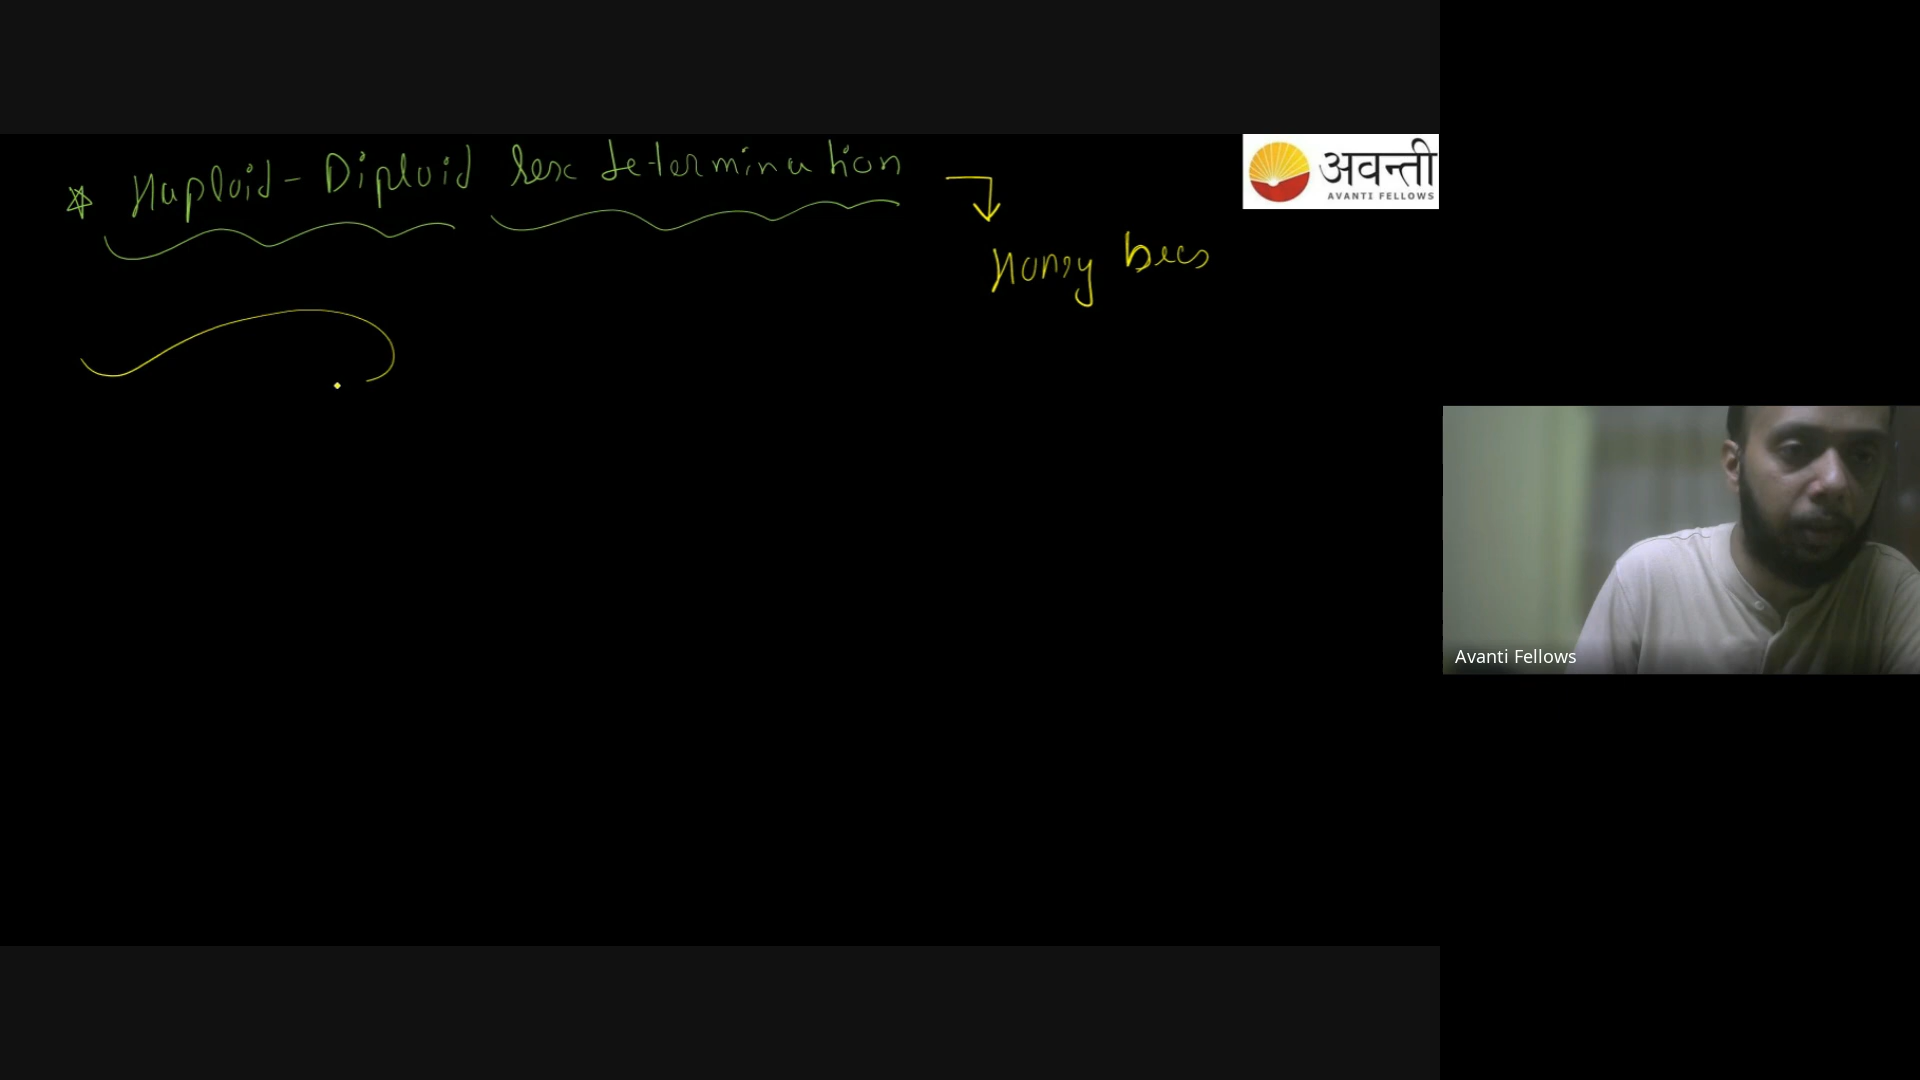 * Haploid - Diploid Sex determination
Honey bees
अवन्ती
AVANTI FELLOWS
Avanti Fellows